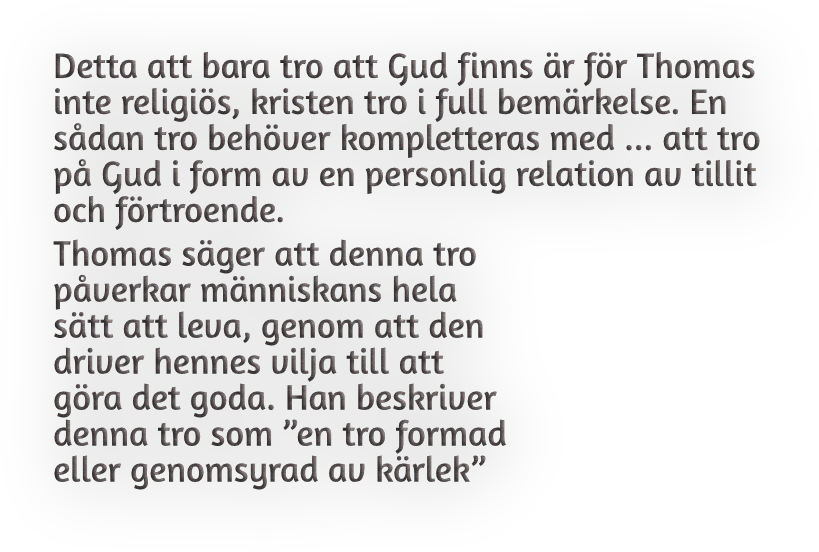 Detta att bara tro att Gud finns är för Thomas
inte religiös, kristen tro i full bemärkelse. En
sådan tro behöver kompletteras med ... att tro
på Gud i form av en personlig relation av tillit
och förtroende.
Thomas säger att denna tro
påverkar människans hela
sätt att leva, genom att den
driver hennes vilja till att
göra det goda. Han beskriver
denna tro som ”en tro formad
eller genomsyrad av kärlek”